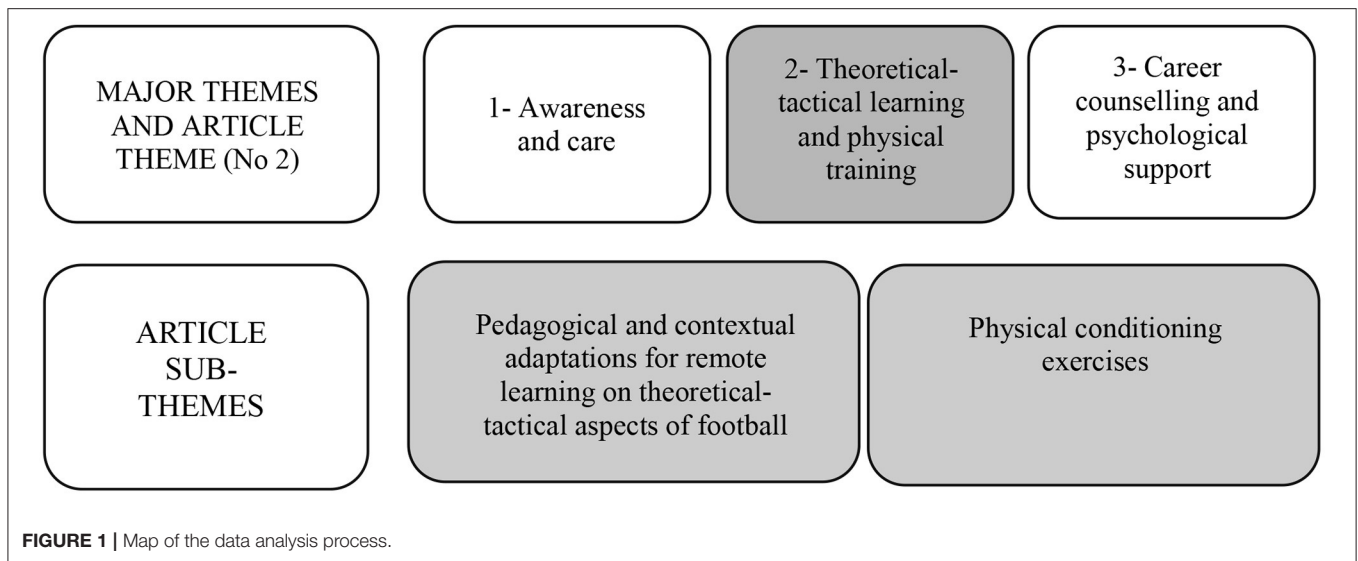 MAJOR THEMES
AND ARTICLE
THEME (No 2)
1- Awareness
and care
2- Theoretical-
tactical learning
and physical
training
3- Career
counselling and
psychological
support
ARTICLE
SUB-
THEMES
Pedagogical and contextual
adaptations for remote
learning on theoretical-
tactical aspects of football
Physical conditioning
exercises
FIGURE 1 | Map of the data analysis process.